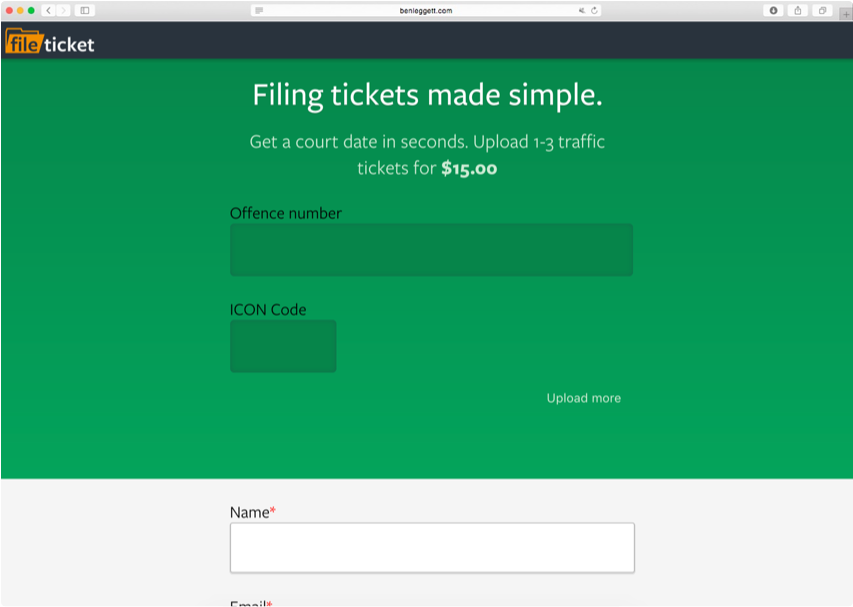 benleggett.com
file ticket
Filing tickets made simple.
Get a court date in seconds. Upload 1-3 traffic
tickets for $15.00
Offence number
ICON Code
Upload more
Name*
Email*